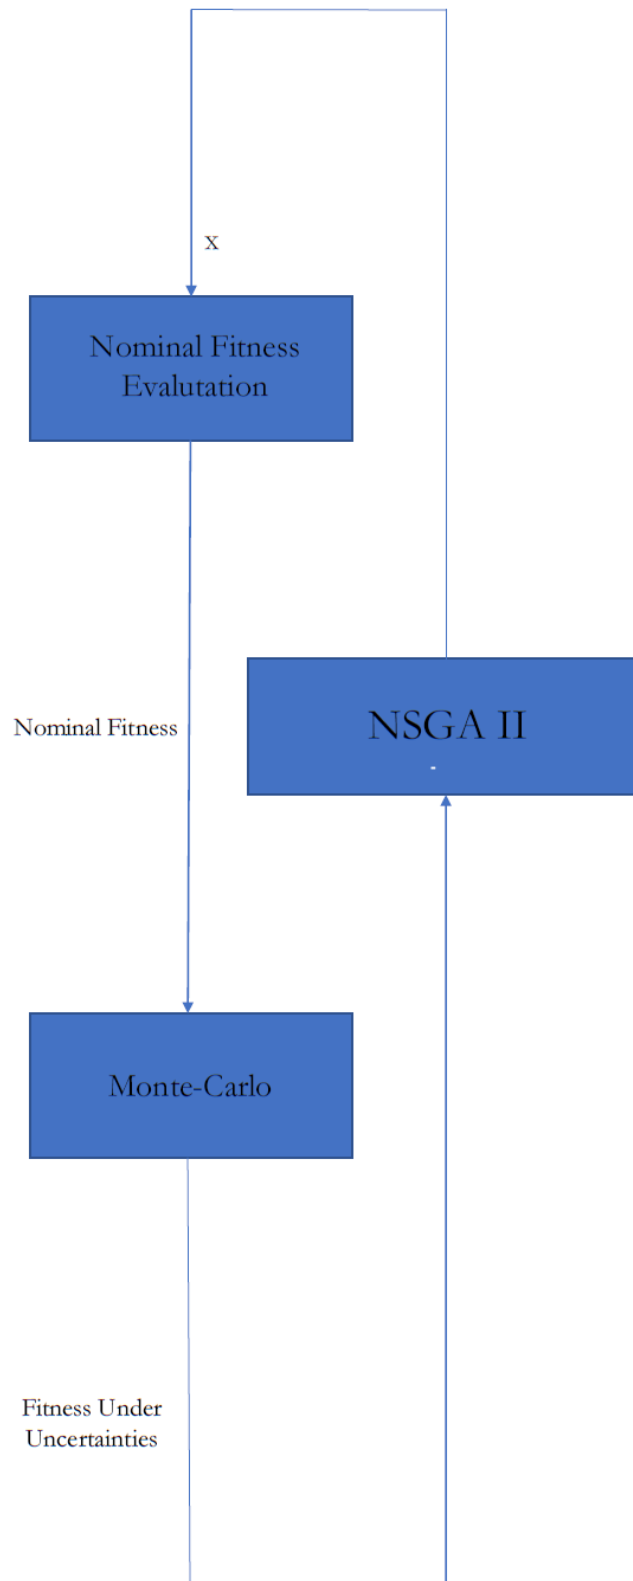 x
Nominal Fitness
Evalutation
Nominal Fitness
NSGA II
Monte-Carlo
Fitness Under
Uncertainties